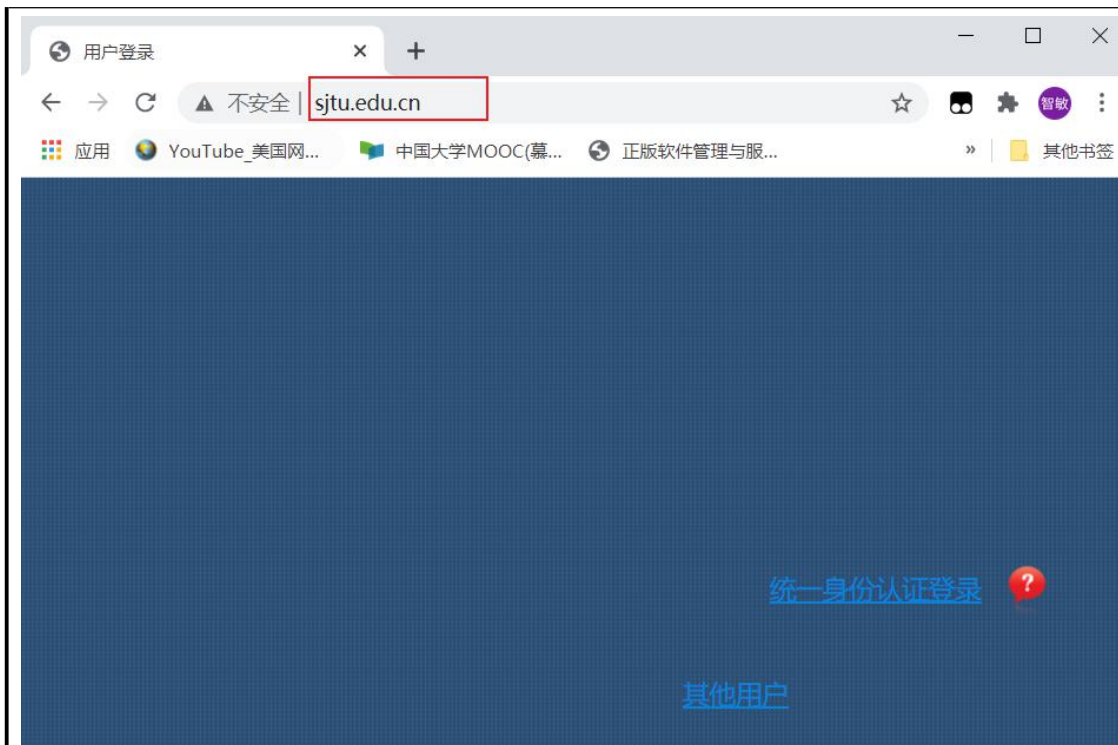 用户登录
不安全 | sjtu.edu.cn 智敏
应用 YouTube_美国网... 中国大学MOOC(慕... 正版软件管理与服... » 其他书签
统一身份认证登录 ?
其他用户